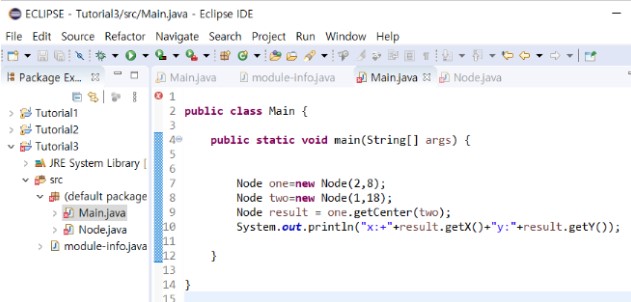 ECLIPSE - Tutorial3/src/Main.java - Eclipse IDE
File Edit Source Refactor Navigate Search Project Run Window Help
Package Ex...
Main.java module-info.java Main.java Node.java
Tutorial1
Tutorial2
Tutorial3
JRE System Library [
src
(default package
Main.java
Node.java
module-info.java
1
2 public class Main {
3
4 public static void main(String[] args) {
5
6
7 Node one=new Node(2,8);
8 Node two=new Node(1,18);
9 Node result = one.getCenter(two);
10 System.out.println("x:+"+result.getX()+"y:"+result.getY());
11
12 }
13
14 }
15